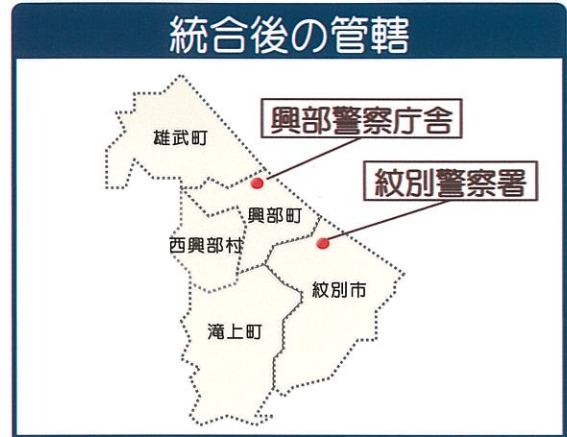 統合後の管轄
雄武町
興部警察庁舎
紋別警察署
興部町
西興部村
紋別市
滝上町